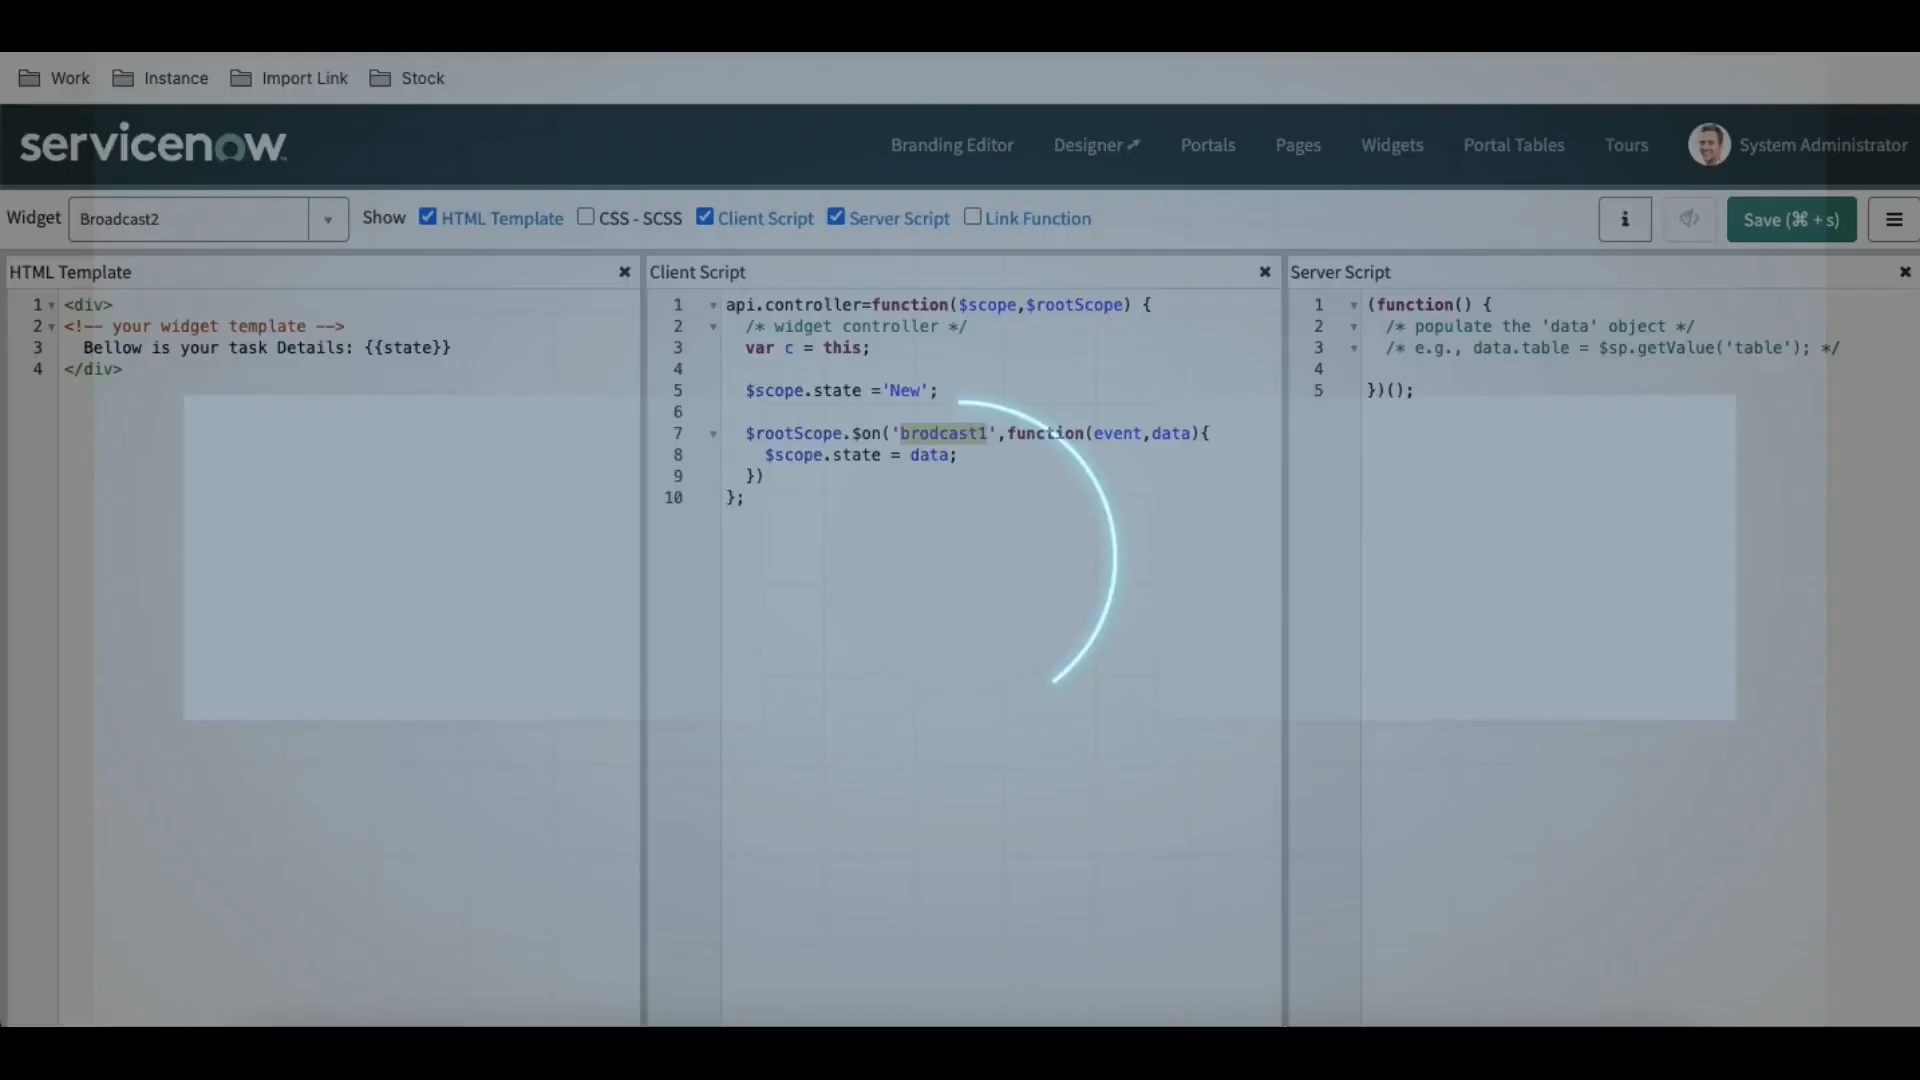 Work Instance Import Link Stock
servicenow Branding Editor Designer Portals Pages Widgets Portal Tables Tours System Administrator
Widget Broadcast2 Show HTML Template CSS - SCSS Client Script Server Script Link Function i Save (⌘ + s)
HTML Template
1 <div>
2 <!-- your widget template -->
3 Bellow is your task Details: {{state}}
4 </div>
Client Script
1 api.controller=function($scope,$rootScope) {
2 /* widget controller */
3 var c = this;
4
5 $scope.state ='New';
6
7 $rootScope.$on('brodcast1',function(event,data){
8 $scope.state = data;
9 })
10 };
Server Script
1 (function() {
2 /* populate the 'data' object */
3 /* e.g., data.table = $sp.getValue('table'); */
4
5 })();